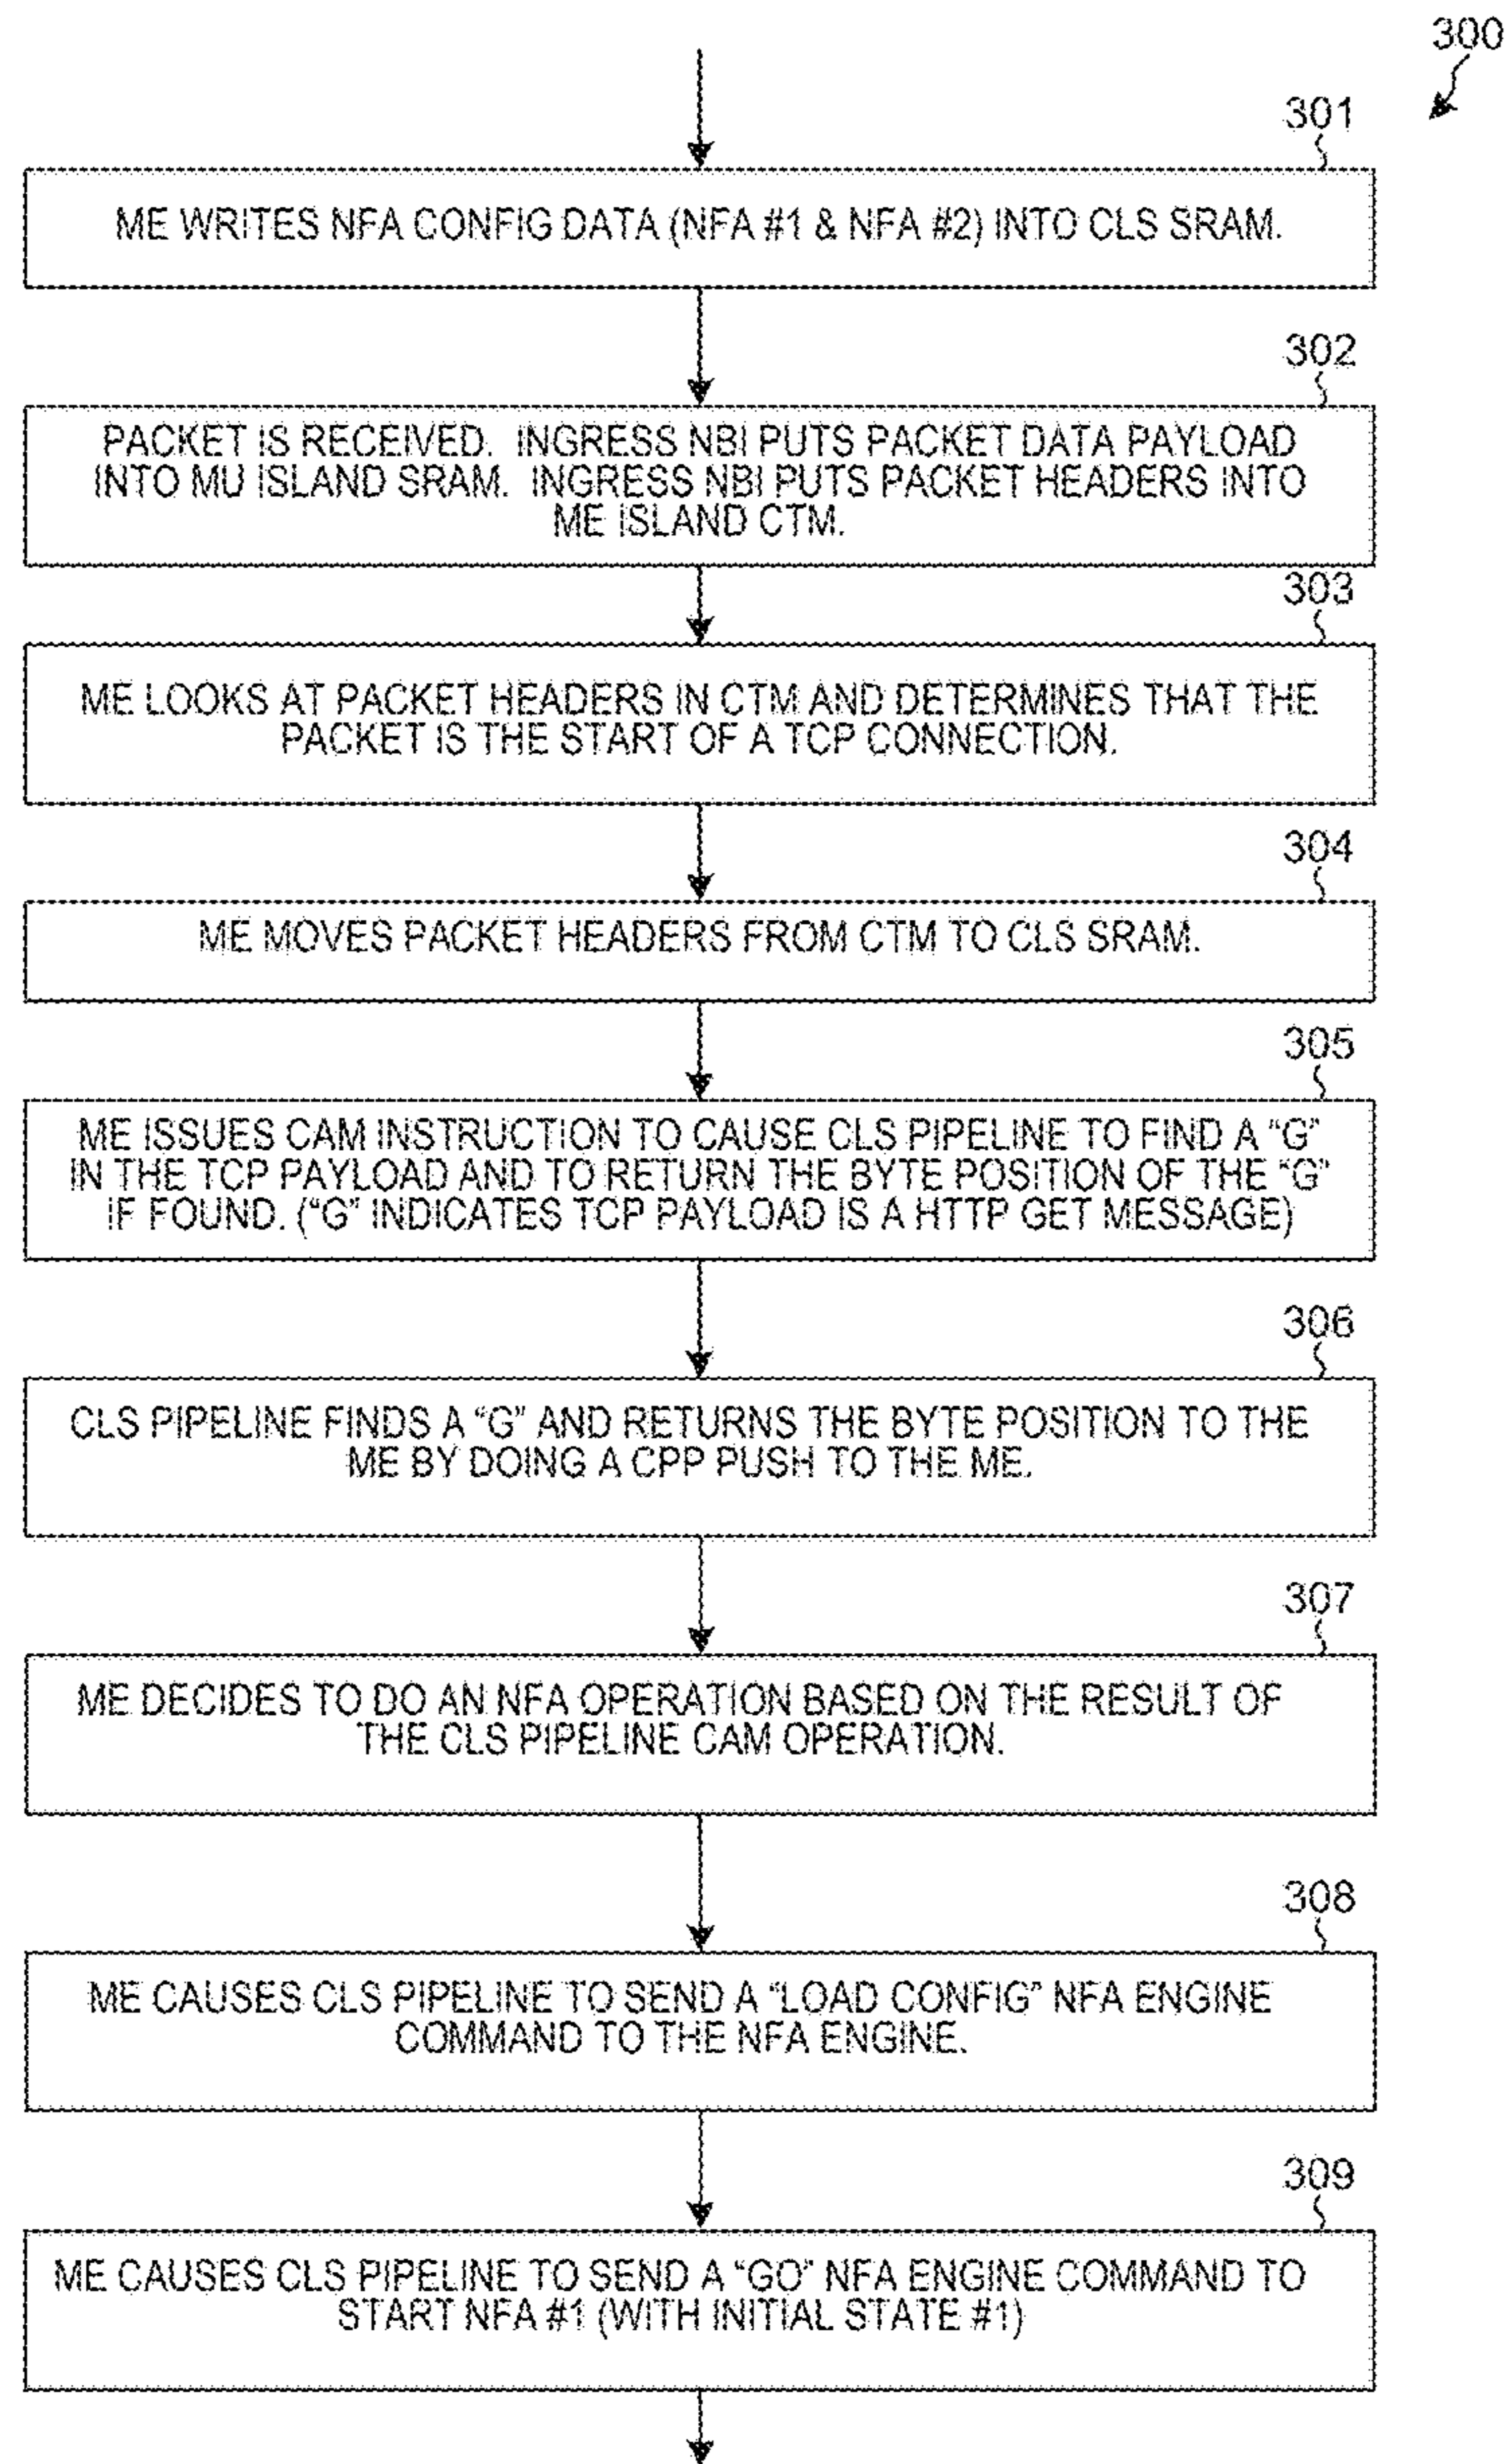 300
301
ME WRITES NFA CONFIG DATA (NFA #1 & NFA #2) INTO CLS SRAM.
302
PACKET IS RECEIVED. INGRESS NBI PUTS PACKET DATA PAYLOAD
INTO MU ISLAND SRAM. INGRESS NBI PUTS PACKET HEADERS INTO
ME ISLAND CTM.
303
ME LOOKS AT PACKET HEADERS IN CTM AND DETERMINES THAT THE
PACKET IS THE START OF A TCP CONNECTION.
304
ME MOVES PACKET HEADERS FROM CTM TO CLS SRAM.
305
ME ISSUES CAM INSTRUCTION TO CAUSE CLS PIPELINE TO FIND A “G”
IN THE TCP PAYLOAD AND TO RETURN THE BYTE POSITION OF THE “G”
IF FOUND. (“G” INDICATES TCP PAYLOAD IS A HTTP GET MESSAGE)
306
CLS PIPELINE FINDS A “G” AND RETURNS THE BYTE POSITION TO THE
ME BY DOING A CPP PUSH TO THE ME.
307
ME DECIDES TO DO AN NFA OPERATION BASED ON THE RESULT OF
THE CLS PIPELINE CAM OPERATION.
308
ME CAUSES CLS PIPELINE TO SEND A “LOAD CONFIG” NFA ENGINE
COMMAND TO THE NFA ENGINE.
309
ME CAUSES CLS PIPELINE TO SEND A “GO” NFA ENGINE COMMAND TO
START NFA #1 (WITH INITIAL STATE #1)